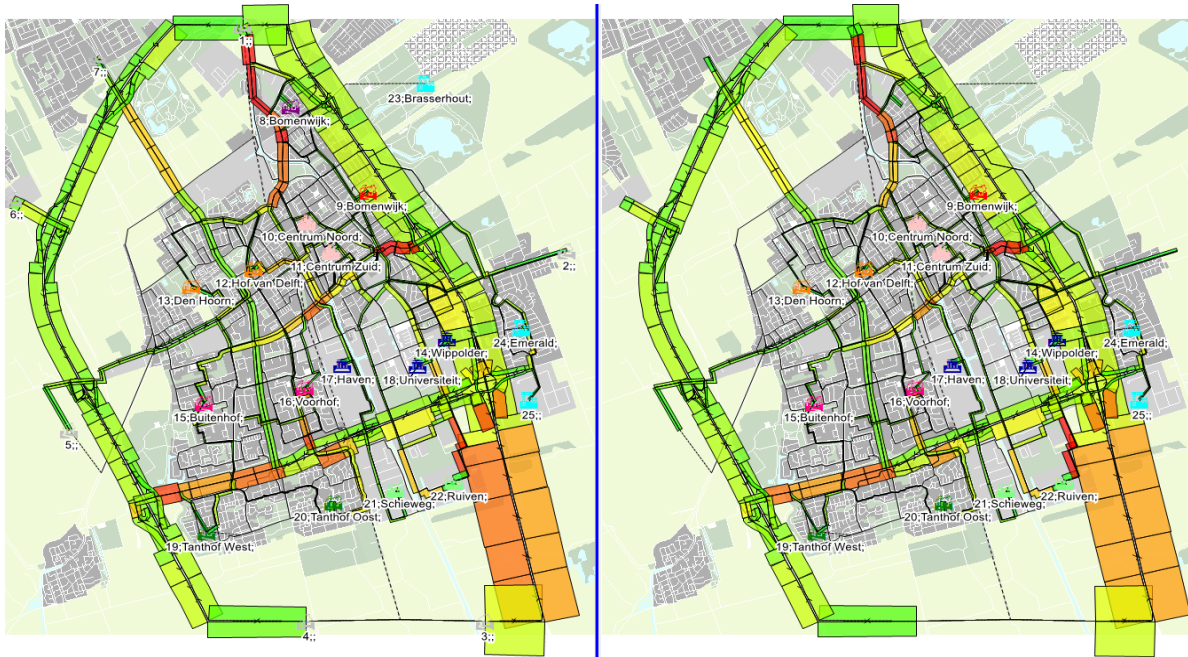 1;;
7;;
23;Brasserhout;
8;Bomenwijk;
6;;
9;Bomenwijk;
10;Centrum Noord;
2;;
11;Centrum Zuid;
12;Hof van Delft;
13;Den Hoorn;
24;Emerald;
14;Wippolder;
17;Haven;
18;Universiteit;
16;Voorhof;
25;;
15;Buitenhof;
5;;
22;Ruiven;
21;Schieweg;
20;Tanthof Oost;
19;Tanthof West;
4;;
3;;
9;Bomenwijk;
10;Centrum Noord;
11;Centrum Zuid;
12;Hof van Delft;
13;Den Hoorn;
24;Emerald;
14;Wippolder;
17;Haven;
18;Universiteit;
16;Voorhof;
25;;
15;Buitenhof;
22;Ruiven;
21;Schieweg;
20;Tanthof Oost;
19;Tanthof West;